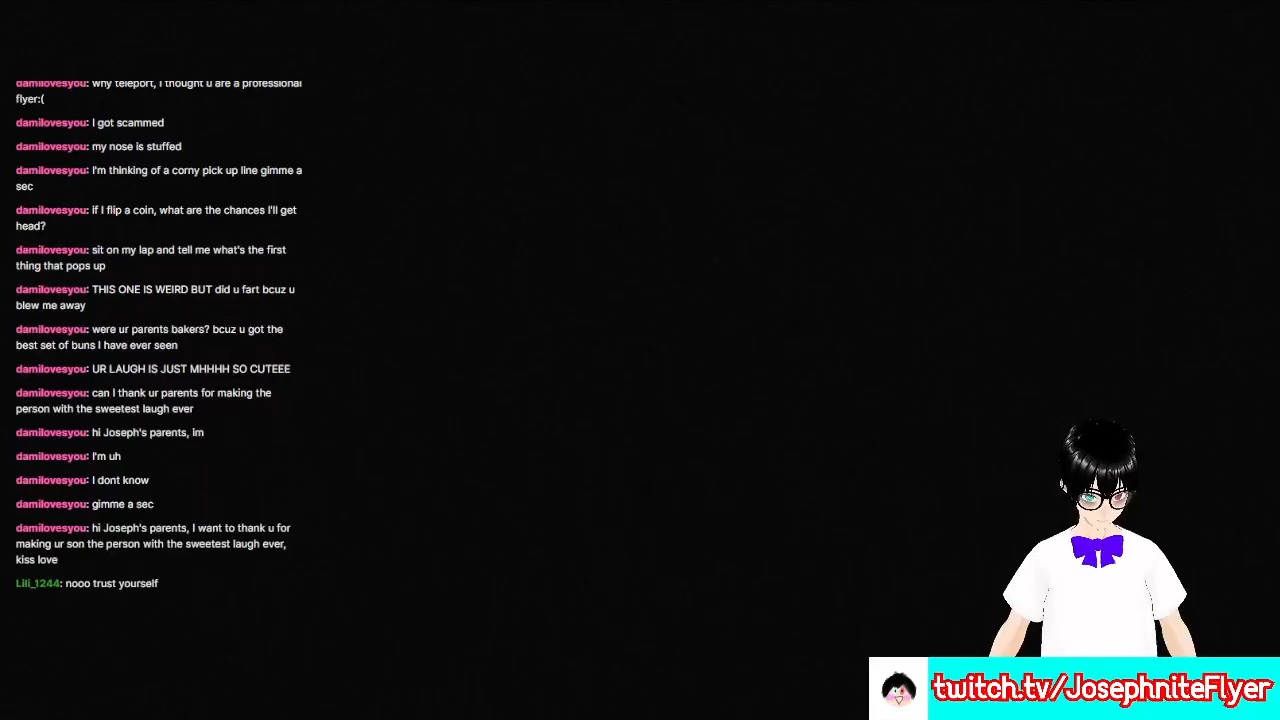 damilovesyou: why teleport, i thought u are a professional
flyer:(
damilovesyou: I got scammed
damilovesyou: my nose is stuffed
damilovesyou: I'm thinking of a corny pick up line gimme a
sec
damilovesyou: if I flip a coin, what are the chances I'll get
head?
damilovesyou: sit on my lap and tell me what's the first
thing that pops up
damilovesyou: THIS ONE IS WEIRD BUT did u fart bcuz u
blew me away
damilovesyou: were ur parents bakers? bcuz u got the
best set of buns I have ever seen
damilovesyou: UR LAUGH IS JUST MHHHH SO CUTEEE
damilovesyou: can I thank ur parents for making the
person with the sweetest laugh ever
damilovesyou: hi Joseph's parents, im
damilovesyou: I'm uh
damilovesyou: I dont know
damilovesyou: gimme a sec
damilovesyou: hi Joseph's parents, I want to thank u for
making ur son the person with the sweetest laugh ever,
kiss love
Lili_1244: nooo trust yourself
twitch.tv/JosephniteFlyer